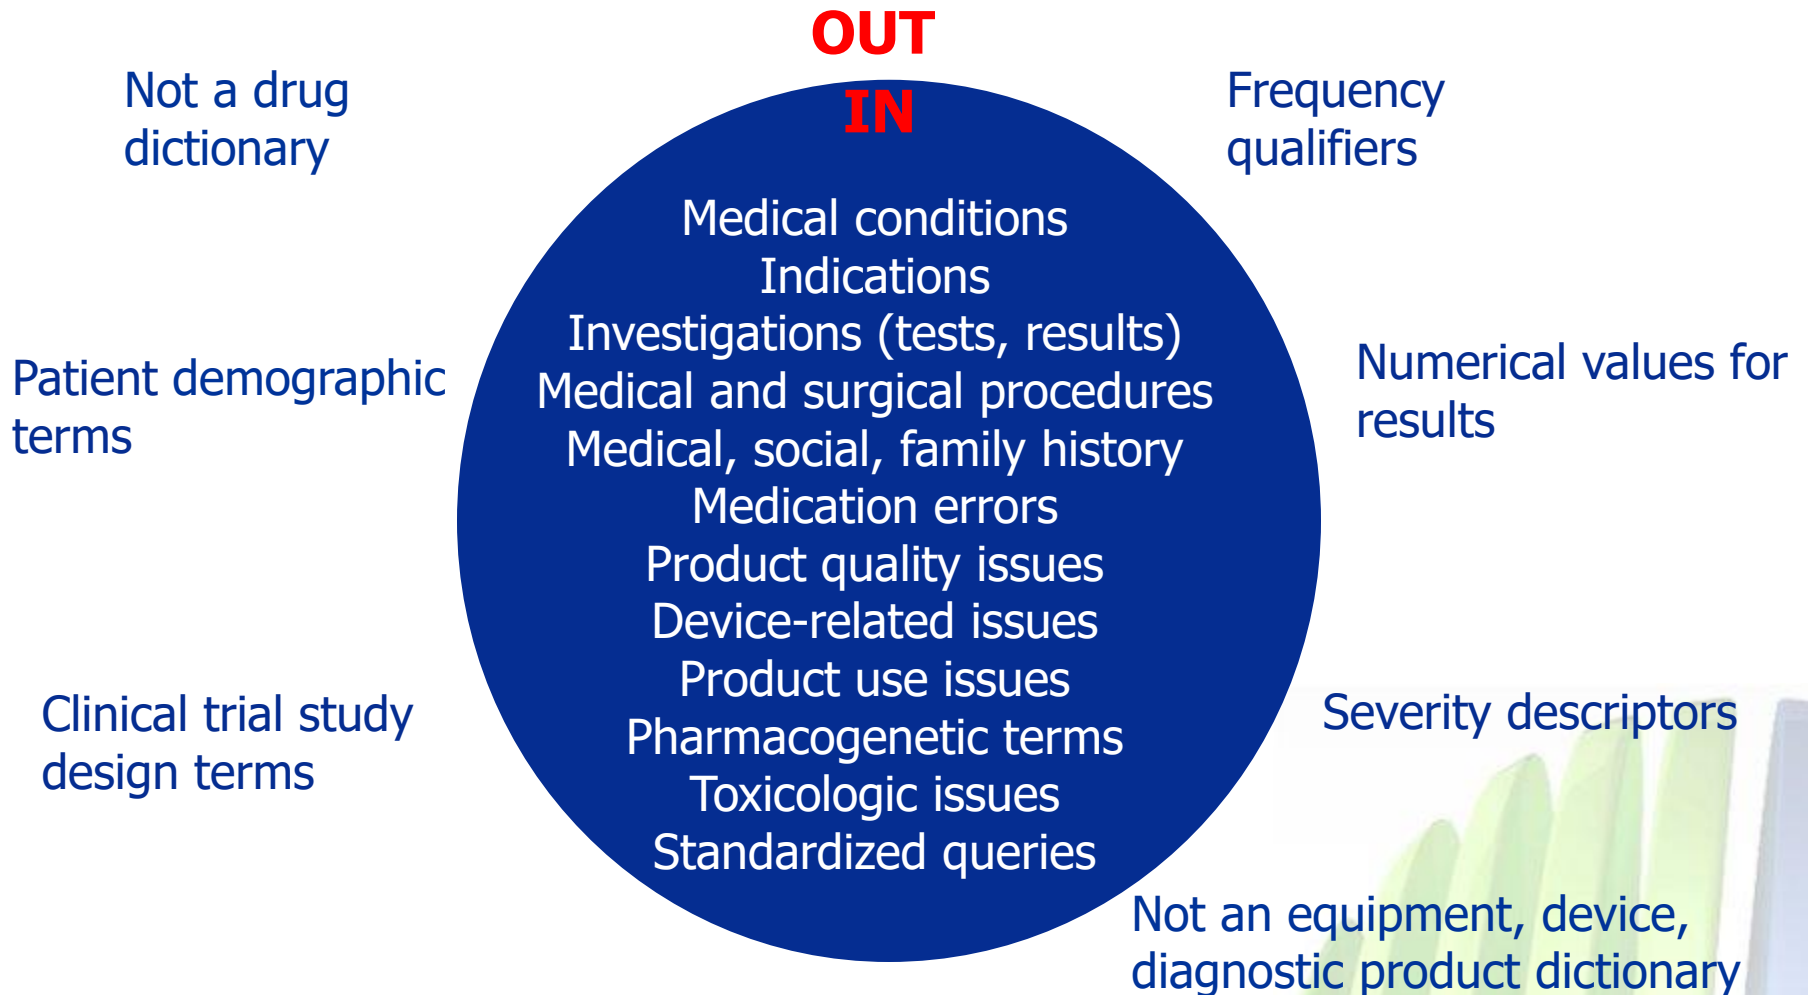 OUT
IN
Not a drug
dictionary
Frequency
qualifiers
Medical conditions
Indications
Investigations (tests, results)
Medical and surgical procedures
Medical, social, family history
Medication errors
Product quality issues
Device-related issues
Product use issues
Pharmacogenetic terms
Toxicologic issues
Standardized queries
Patient demographic
terms
Numerical values for
results
Clinical trial study
design terms
Severity descriptors
Not an equipment, device,
diagnostic product dictionary